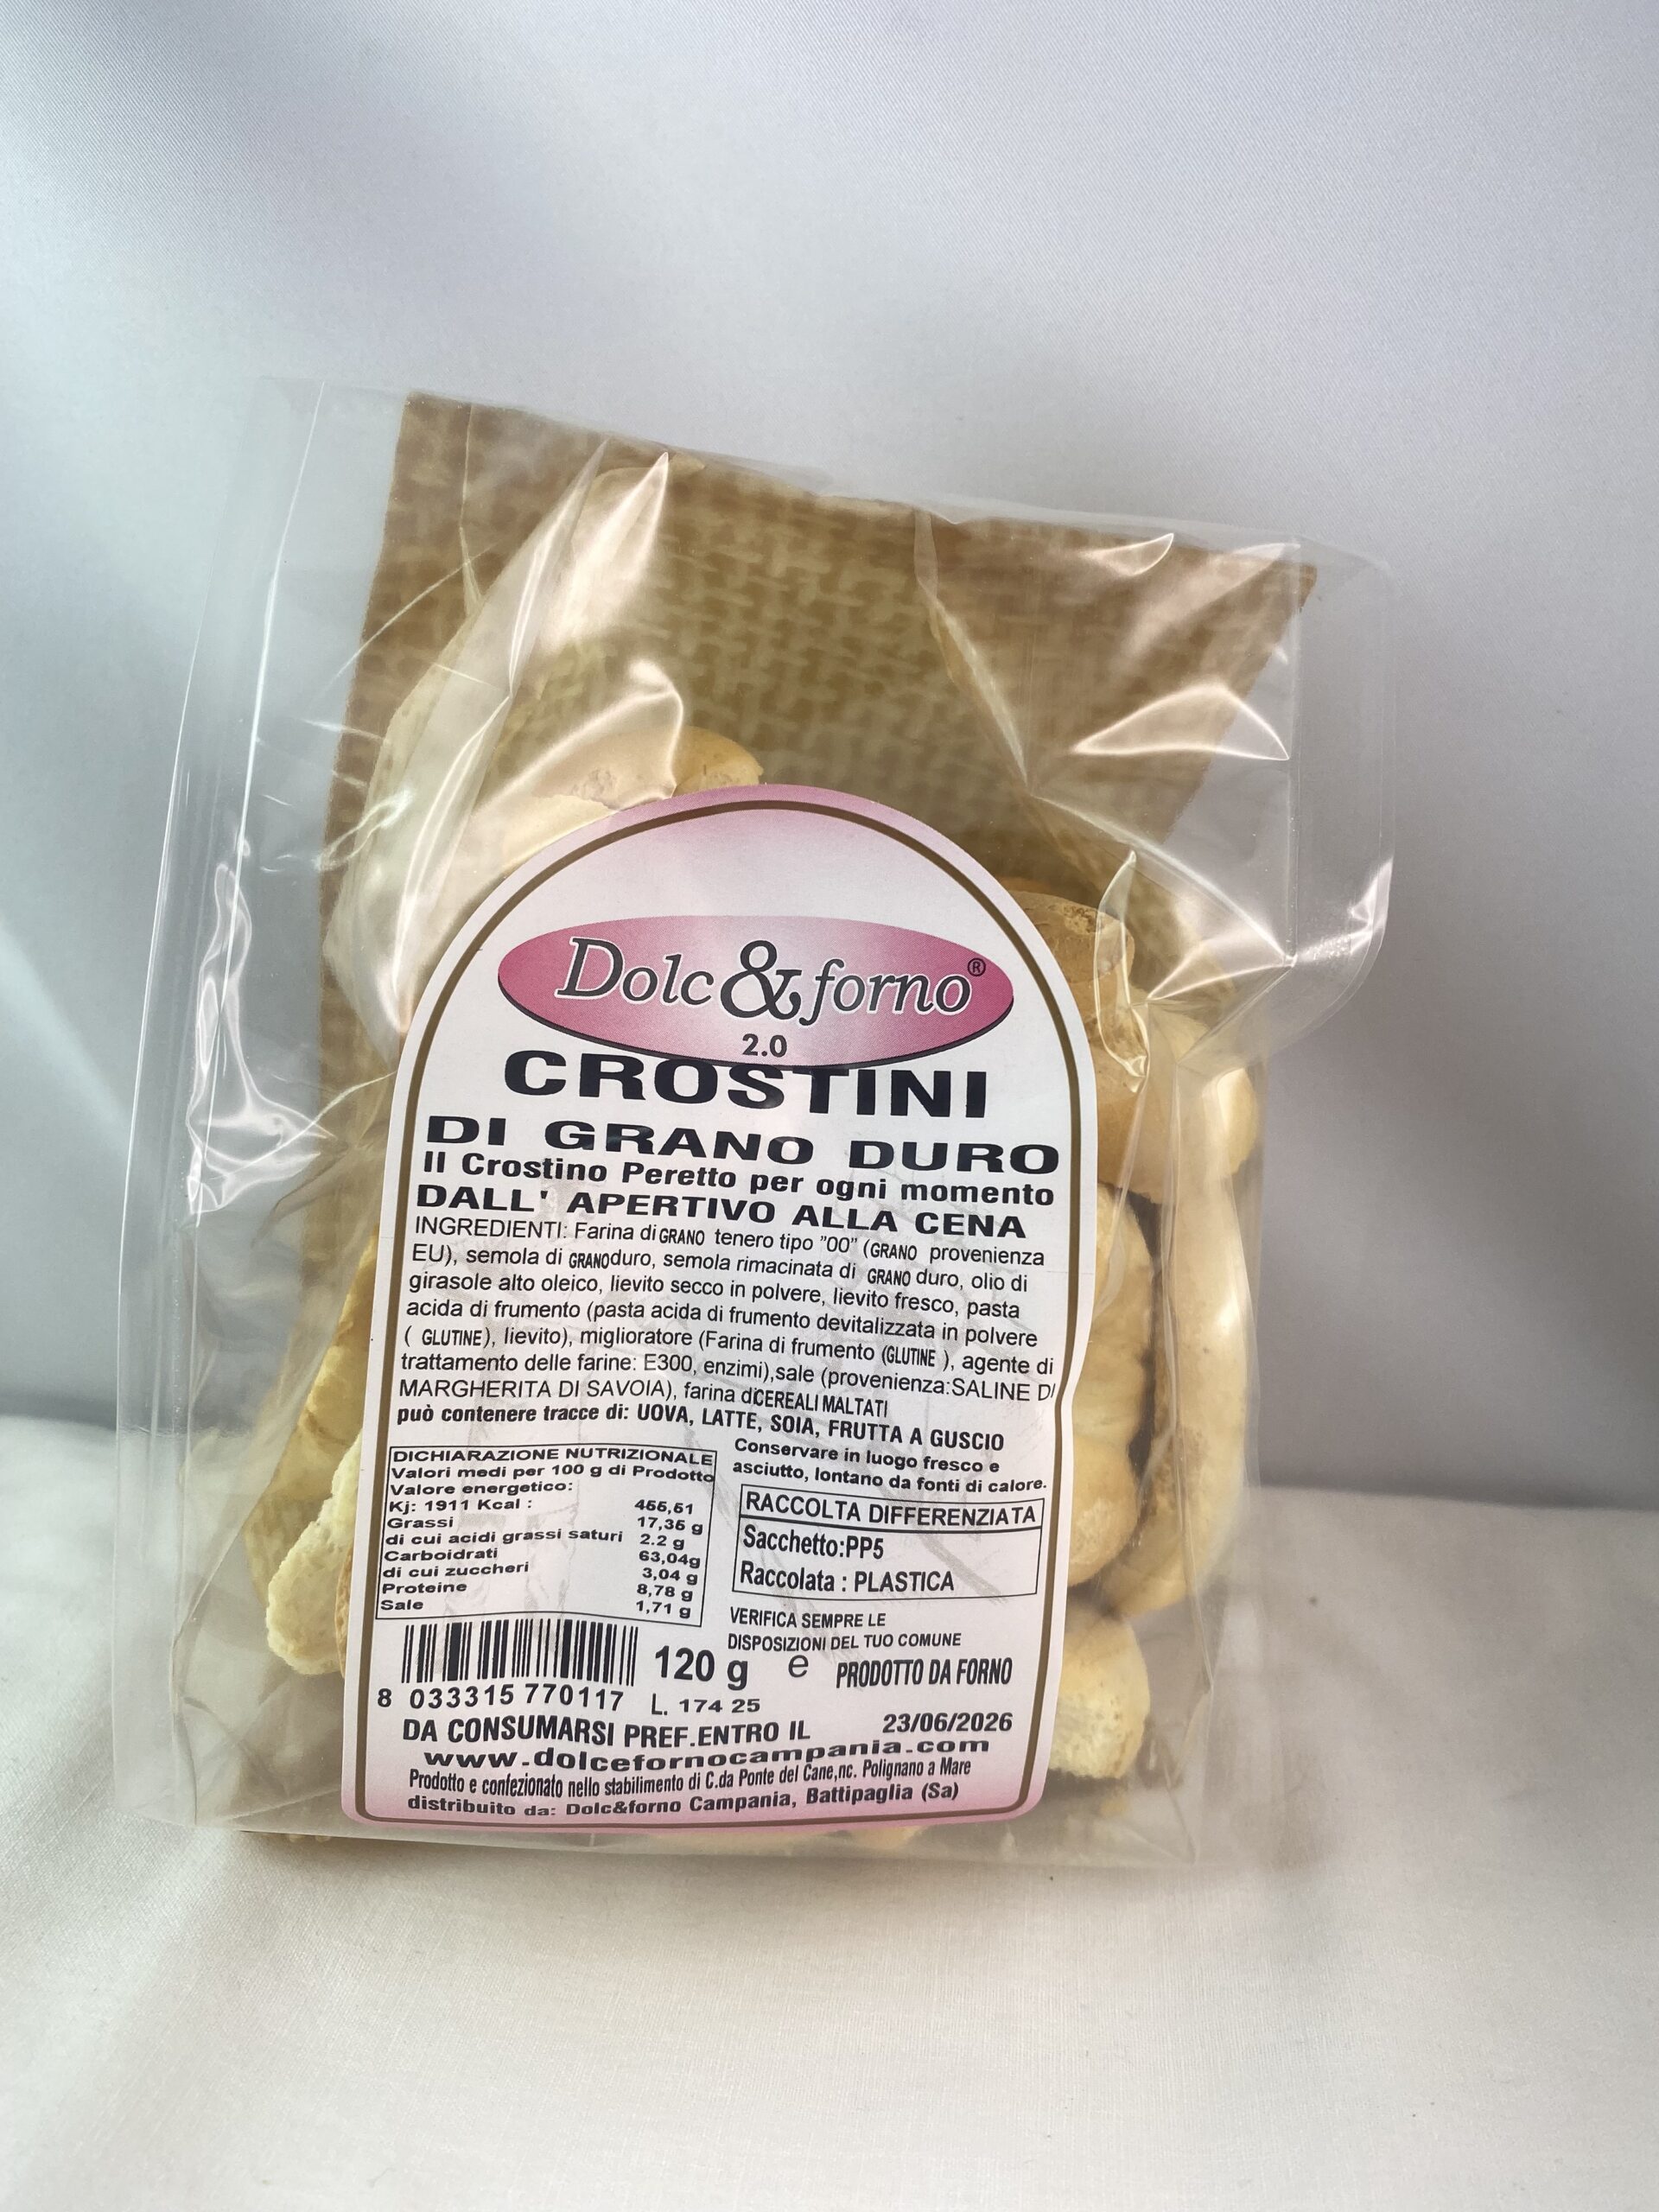 Dolc&forno®
2.0
CROSTINI
DI GRANO DURO
Il Crostino Peretto per ogni momento
DALL' APERTIVO ALLA CENA
INGREDIENTI: Farina di GRANO tenero tipo "00" (GRANO provenienza
EU), semola di GRANOduro, semola rimacinata di GRANO duro, olio di
girasole alto oleico, lievito secco in polvere, lievito fresco, pasta
acida di frumento (pasta acida di frumento devitalizzata in polvere
( GLUTINE), lievito), miglioratore (Farina di frumento (GLUTINE ), agente di
trattamento delle farine: E300, enzimi),sale (provenienza:SALINE DI
MARGHERITA DI SAVOIA), farina dCEREALI MALTATI
può contenere tracce di: UOVA, LATTE, SOIA, FRUTTA A GUSCIO
DICHIARAZIONE NUTRIZIONALE
Valori medi per 100 g di Prodotto
Valore energetico:
Kj: 1911 Kcal : 455,51
Grassi 17,35 g
di cui acidi grassi saturi 2.2 g
Carboidrati 63,04g
di cui zuccheri 3,04 g
Proteine 8,78 g
Sale 1,71 g
Conservare in luogo fresco e
asciutto, lontano da fonti di calore.
RACCOLTA DIFFERENZIATA
Sacchetto:PP5
Raccolata : PLASTICA
VERIFICA SEMPRE LE
DISPOSIZIONI DEL TUO COMUNE
120 g e PRODOTTO DA FORNO
8 033315 770117 L. 174 25
DA CONSUMARSI PREF.ENTRO IL 23/06/2026
www.dolcefornocampania.com
Prodotto e confezionato nello stabilimento di C.da Ponte del Cane,nc. Polignano a Mare
distribuito da: Dolc&forno Campania, Battipaglia (Sa)